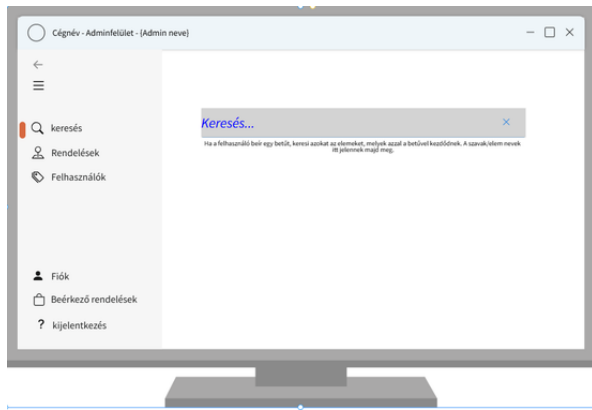 Cégnév - Adminfelület - (Admin neve)
keresés
Rendelések
Felhasználók
Keresés...
Ha a felhasználó beír egy betűt, keresi azokat az elemeket, melyek azzal a betűvel kezdődnek. A szavak/elem nevek
itt jelennek majd meg.
Fiók
Beérkező rendelések
? kijelentkezés